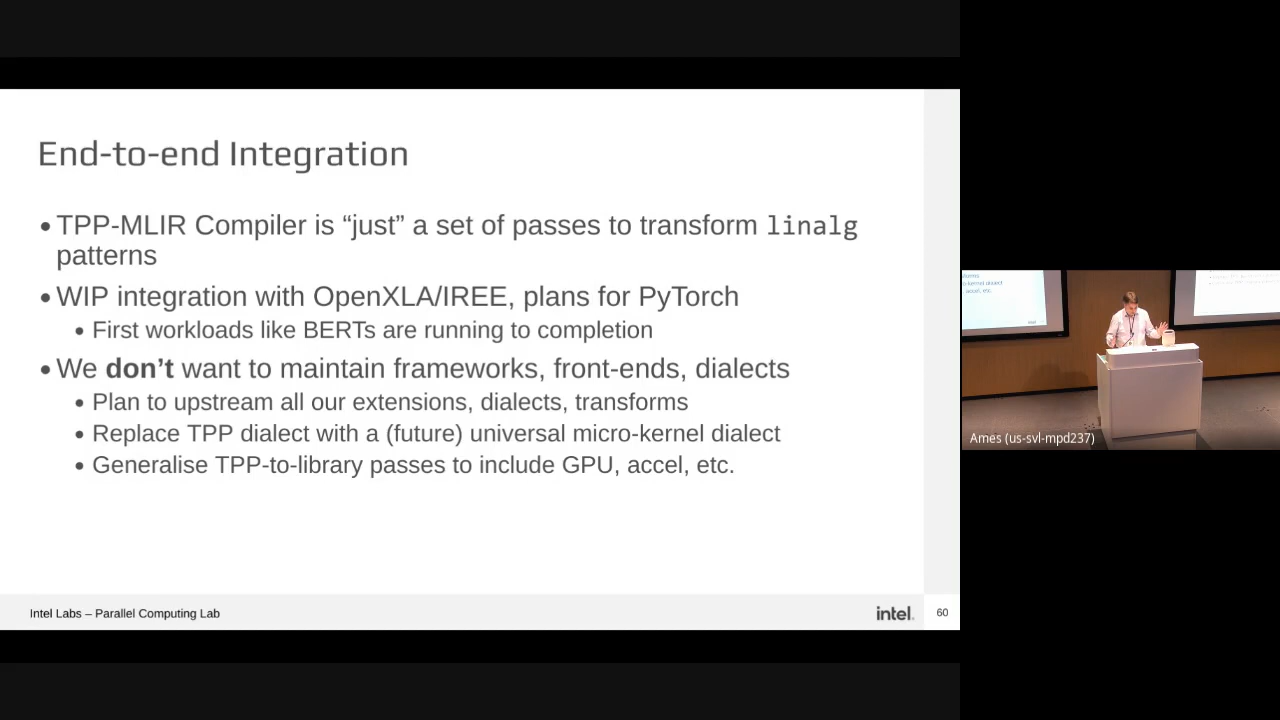 End-to-end Integration
• TPP-MLIR Compiler is “just” a set of passes to transform linalg
patterns
• WIP integration with OpenXLA/IREE, plans for PyTorch
• First workloads like BERTs are running to completion
• We don’t want to maintain frameworks, front-ends, dialects
• Plan to upstream all our extensions, dialects, transforms
• Replace TPP dialect with a (future) universal micro-kernel dialect
• Generalise TPP-to-library passes to include GPU, accel, etc.
Intel Labs – Parallel Computing Lab
intel.
60
Ames (us-svl-mpd237)